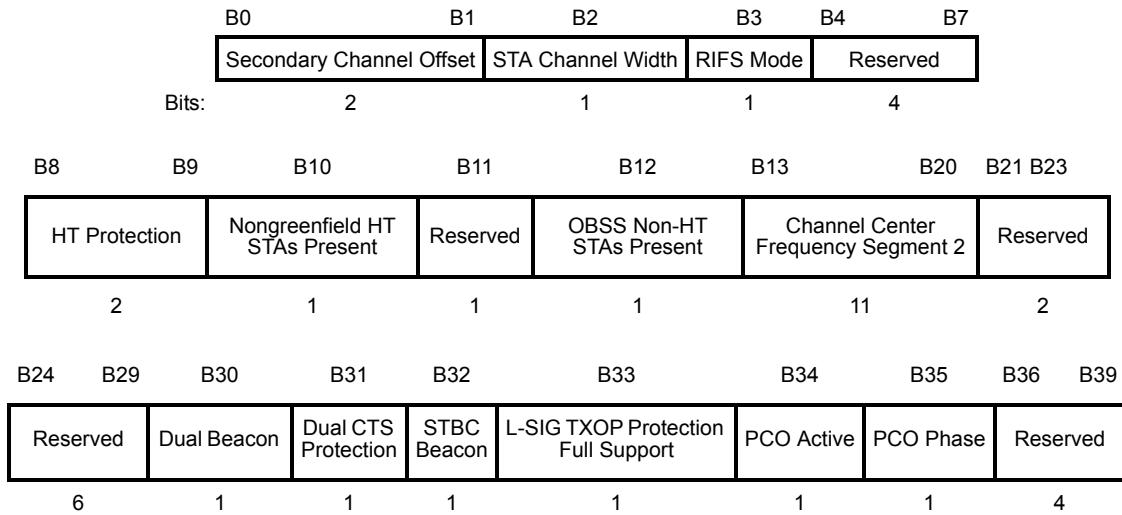 B0 B1 B2 B3 B4 B7
Secondary Channel Offset STA Channel Width RIFS Mode Reserved
Bits: 2 1 1 4
B8 B9 B10 B11 B12 B13 B20 B21 B23
HT Protection Nongreenfield HT STAs Present Reserved OBSS Non-HT STAs Present Channel Center Frequency Segment 2 Reserved
2 1 1 1 11 2
B24 B29 B30 B31 B32 B33 B34 B35 B36 B39
Reserved Dual Beacon Dual CTS Protection STBC Beacon L-SIG TXOP Protection Full Support PCO Active PCO Phase Reserved
6 1 1 1 1 1 1 4